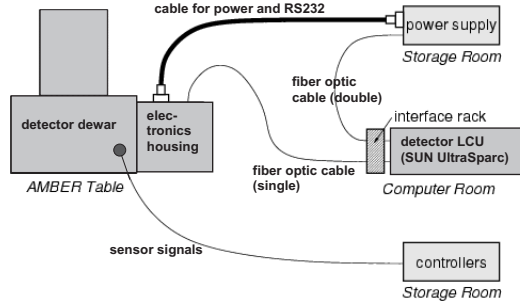 cable for power and RS232
power supply
Storage Room
fiber optic
cable (double)
detector dewar
elec-
tronics
housing
interface rack
detector LCU
(SUN UltraSparc)
fiber optic cable
(single)
AMBER Table
Computer Room
sensor signals
controllers
Storage Room